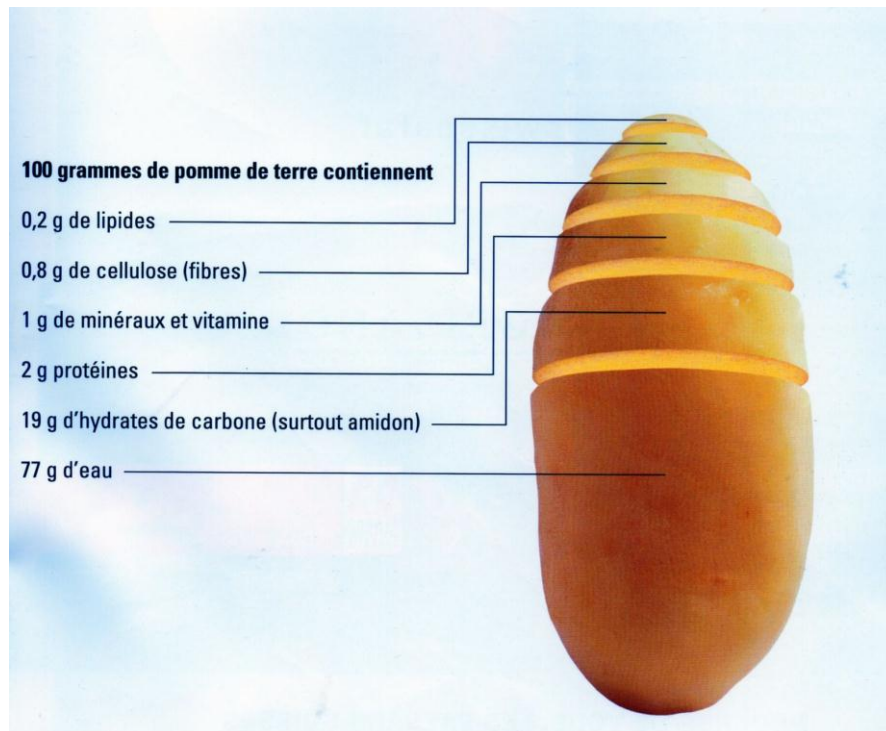 100 grammes de pomme de terre contiennent
0,2 g de lipides
0,8 g de cellulose (fibres)
1 g de minéraux et vitamine
2 g protéines
19 g d'hydrates de carbone (surtout amidon)
77 g d'eau